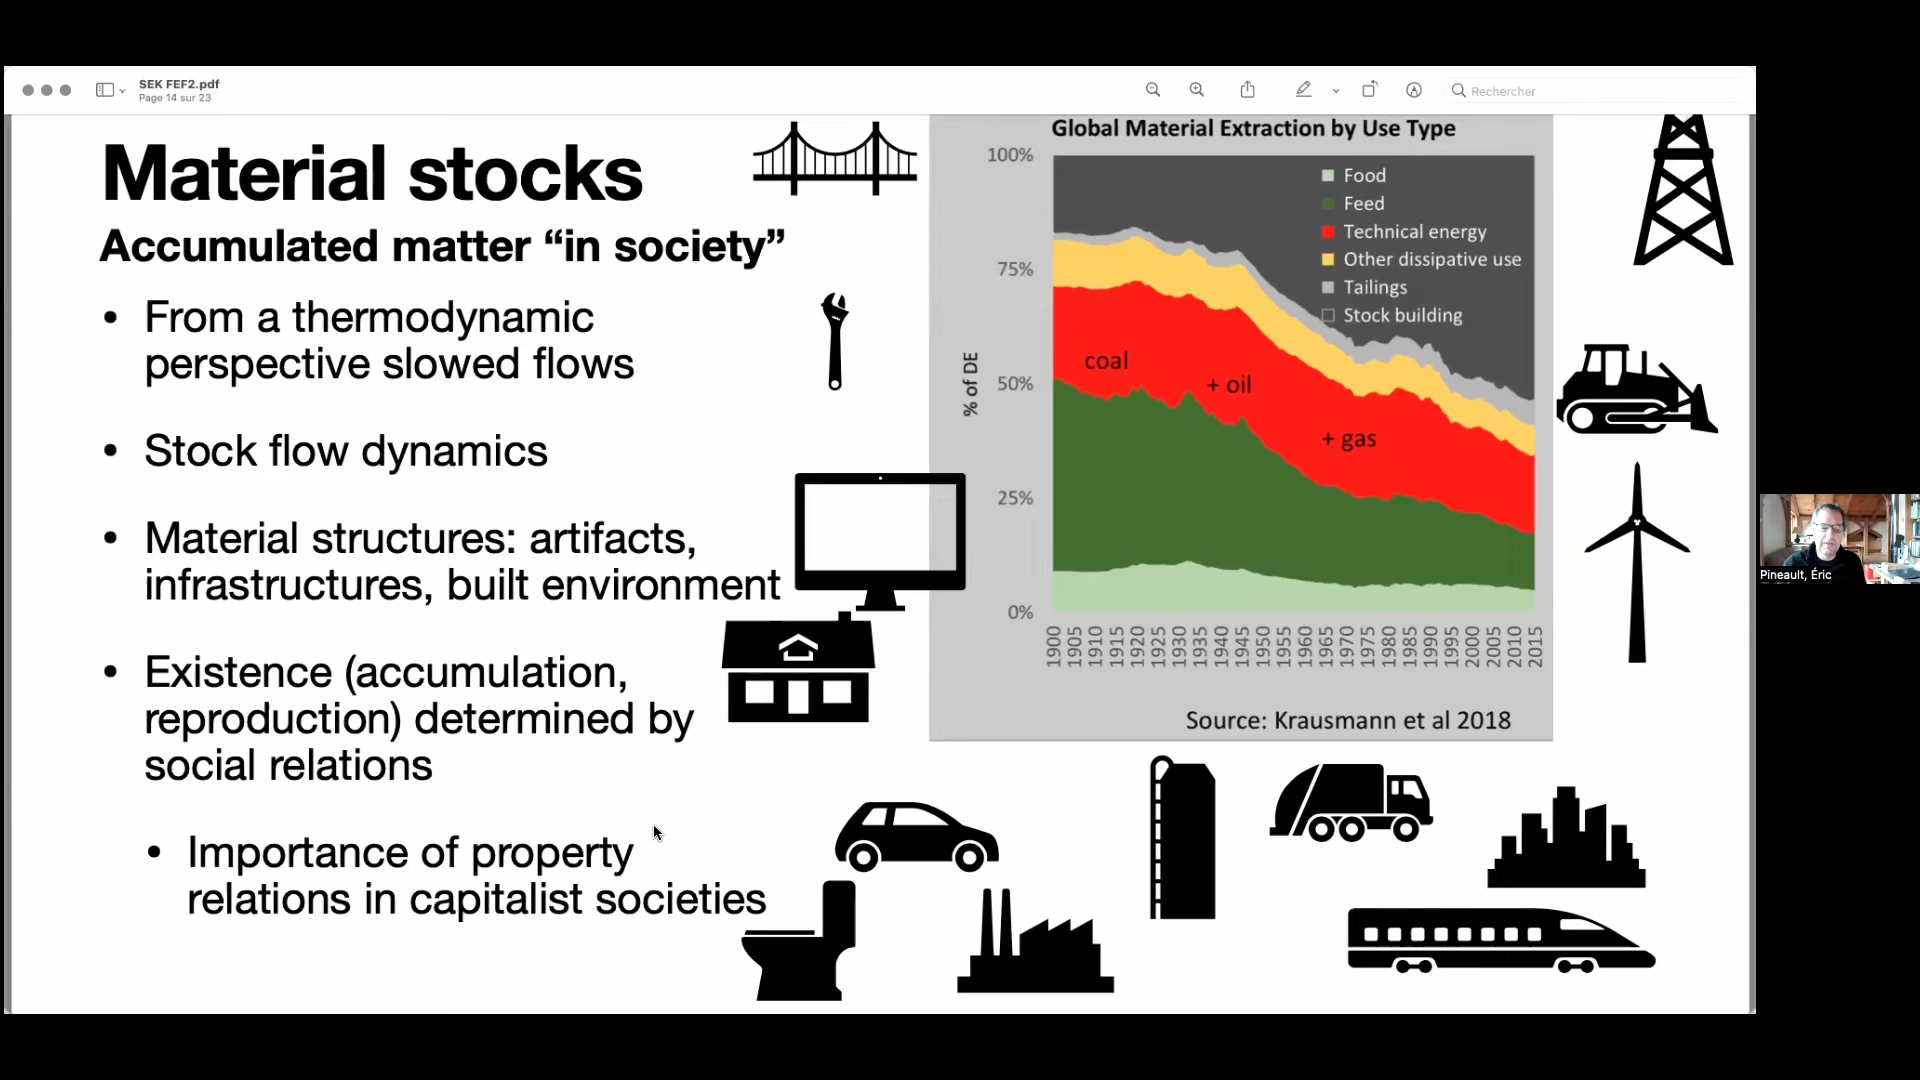 SEK FEF2.pdf
Page 14 sur 23
Rechercher
Material stocks
Accumulated matter “in society”
• From a thermodynamic
perspective slowed flows
• Stock flow dynamics
• Material structures: artifacts,
infrastructures, built environment
• Existence (accumulation,
reproduction) determined by
social relations
• Importance of property
relations in capitalist societies
Global Material Extraction by Use Type
100%
75%
50%
25%
0%
% of DE
Food
Feed
Technical energy
Other dissipative use
Tailings
Stock building
coal
+ oil
+ gas
1900
1905
1910
1915
1920
1925
1930
1935
1940
1945
1950
1955
1960
1965
1970
1975
1980
1985
1990
1995
2000
2005
2010
2015
Source: Krausmann et al 2018
Pineault, Éric